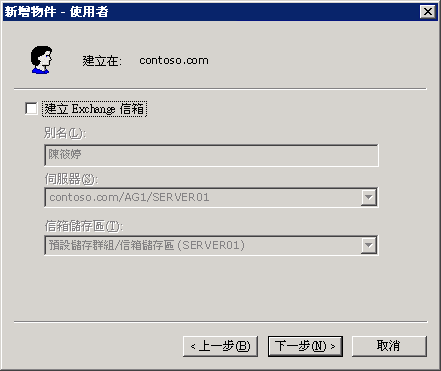 新增物件 - 使用者
建立在: contoso.com
建立 Exchange 信箱
別名(L):
陳筱婷
伺服器(S):
contoso.com/AG1/SERVER01
信箱儲存區(T):
預設儲存群組/信箱儲存區 (SERVER01)
< 上一步(B) 下一步(N) > 取消